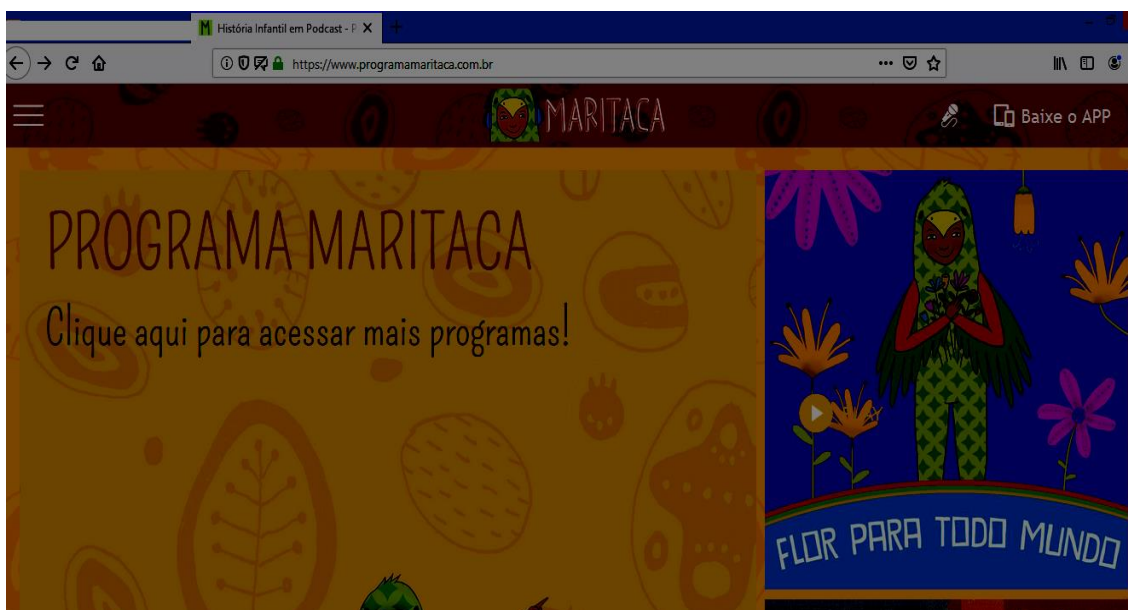 História Infantil em Podcast - P
https://www.programamaritaca.com.br
MARITACA
Baixe o APP
PROGRAMA MARITACA
Clique aqui para acessar mais programas!
FLOR PARA TODO MUNDO